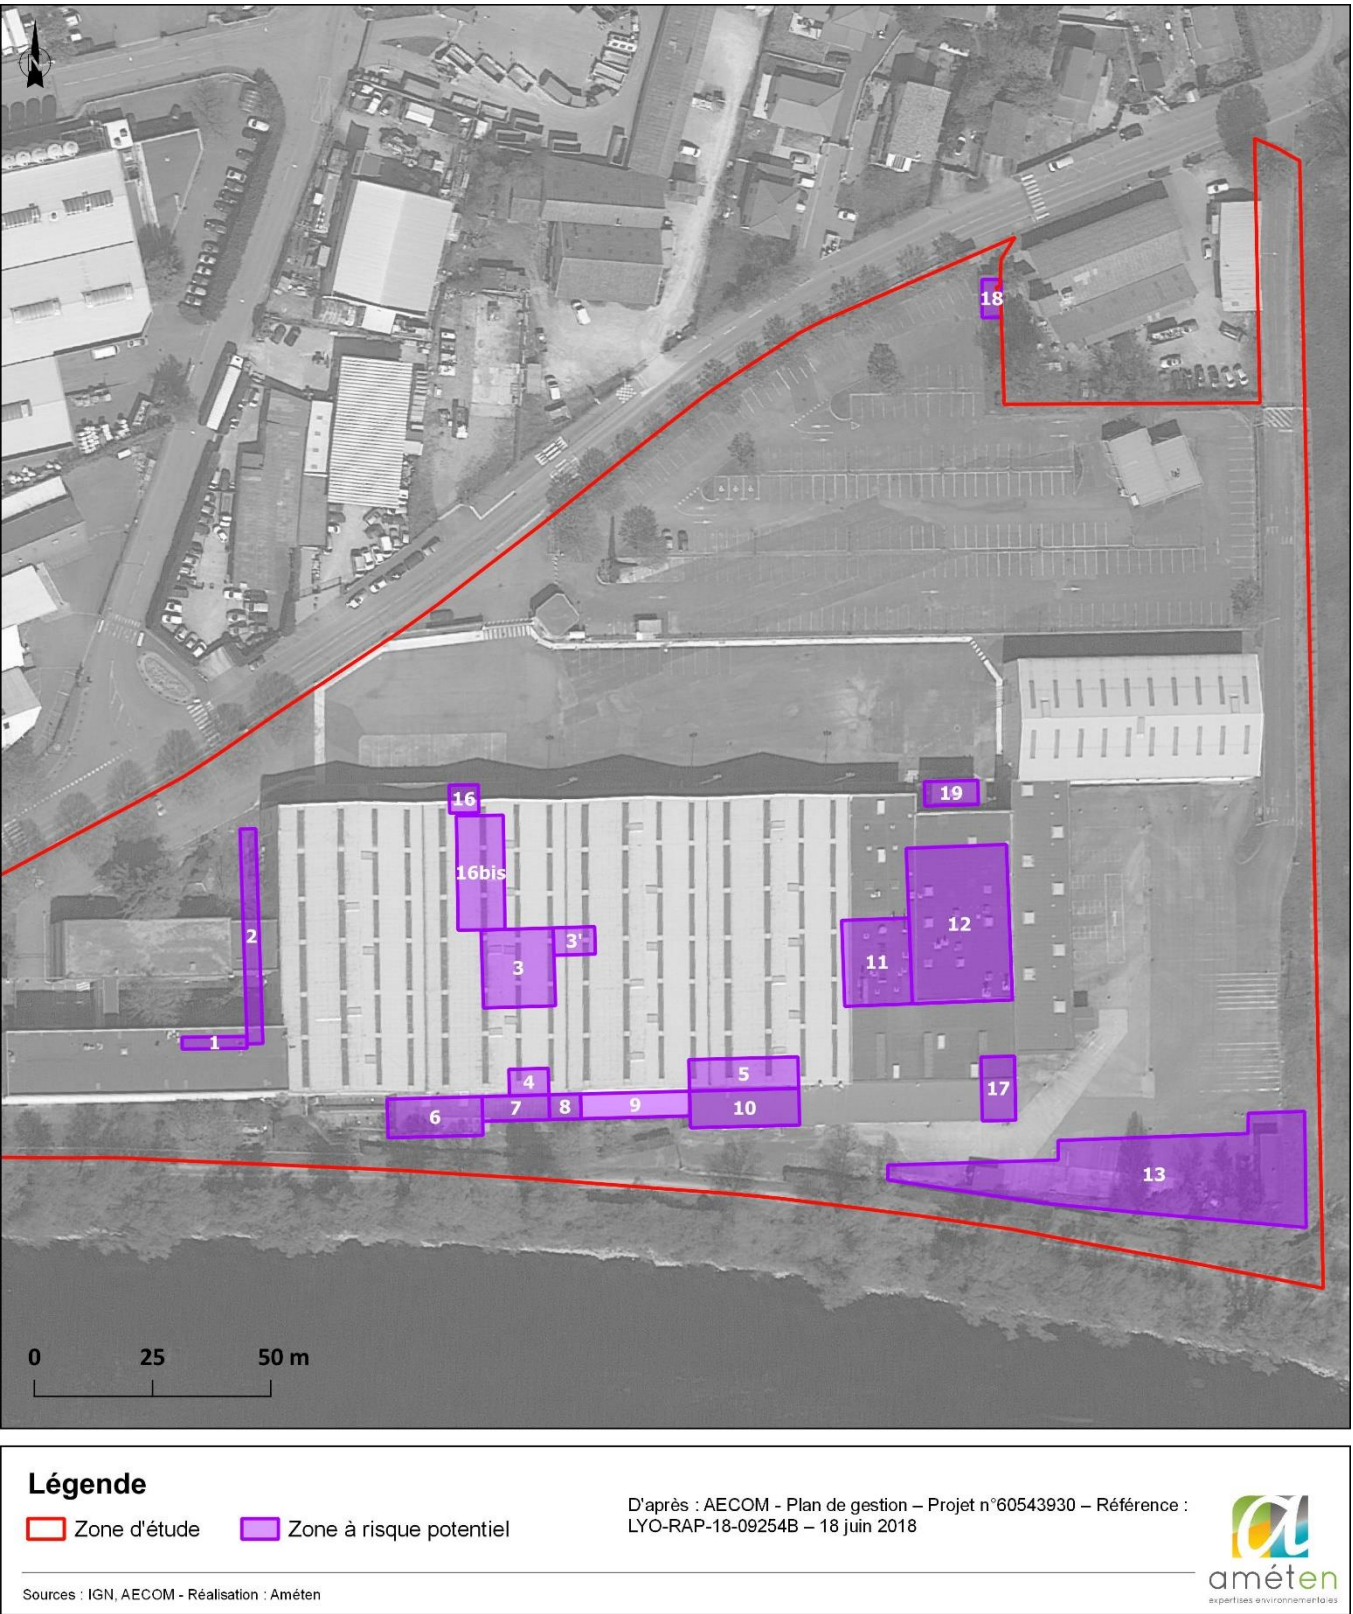 N
18
16
19
16bis
12
2
3'
11
3
1
5
4
17
9
8
7
10
6
13
0 25 50 m
Légende
Zone d'étude
Zone à risque potentiel
D'après : AECOM - Plan de gestion – Projet n°60543930 – Référence :
LYO-RAP-18-09254B – 18 juin 2018
Sources : IGN, AECOM - Réalisation : Améten
a
améten
expertises environnementales